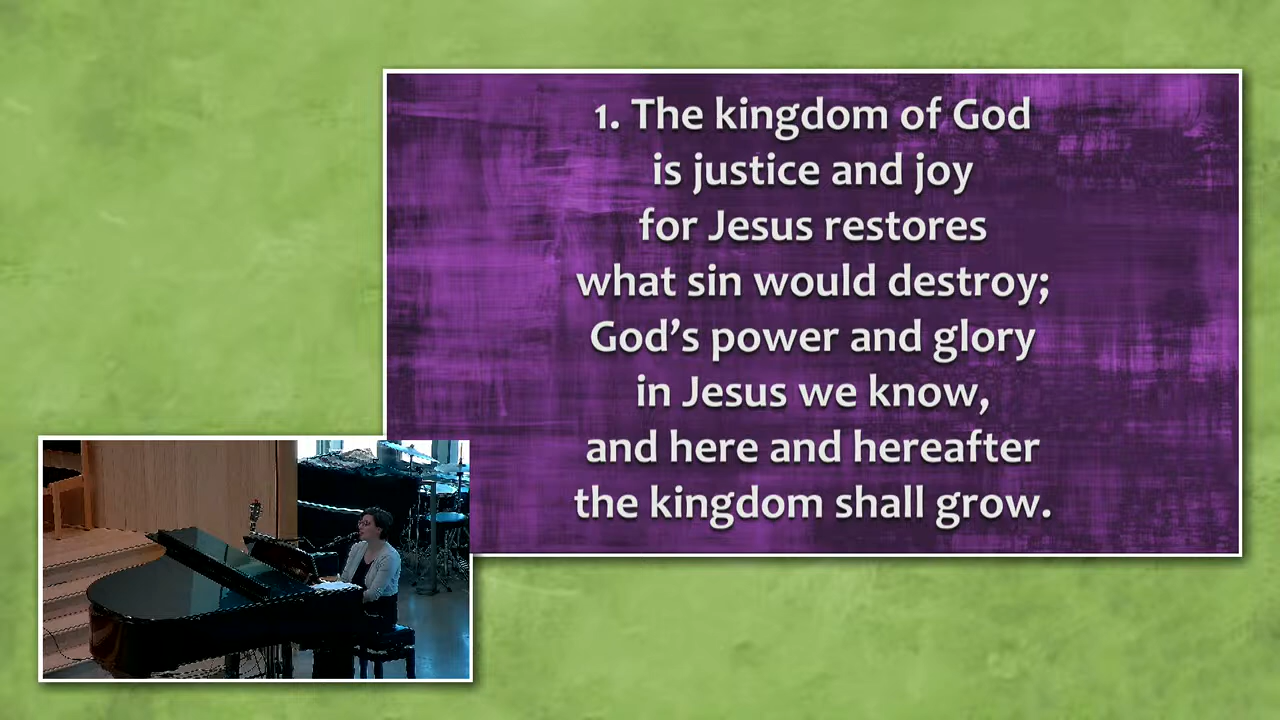 1. The kingdom of God
is justice and joy
for Jesus restores
what sin would destroy;
God’s power and glory
in Jesus we know,
and here and hereafter
the kingdom shall grow.